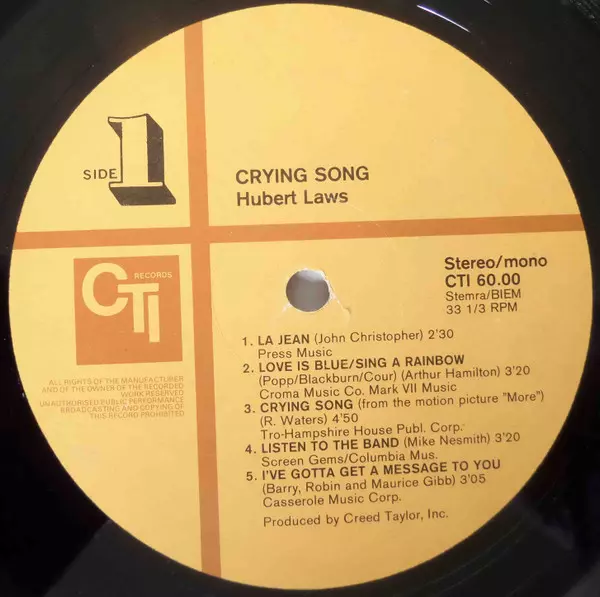 SIDE 1
CRYING SONG
Hubert Laws
CTI RECORDS
Stereo/mono
CTI 60.00
Stemra/BIEM
33 1/3 RPM
ALL RIGHTS OF THE MANUFACTURER
AND OF THE OWNER OF THE RECORDED
WORK RESERVED
UNAUTHORISED PUBLIC PERFORMANCE
BROADCASTING AND COPYING OF
THIS RECORD PROHIBITED
1. LA JEAN (John Christopher) 2'30
Press Music
2. LOVE IS BLUE/SING A RAINBOW
(Popp/Blackburn/Cour) (Arthur Hamilton) 3'20
Croma Music Co. Mark VII Music
3. CRYING SONG (from the motion picture "More")
(R. Waters) 4'50
Tro-Hampshire House Publ. Corp.
4. LISTEN TO THE BAND (Mike Nesmith) 3'20
Screen Gems/Columbia Mus.
5. I'VE GOTTA GET A MESSAGE TO YOU
(Barry, Robin and Maurice Gibb) 3'05
Casserole Music Corp.
Produced by Creed Taylor, Inc.